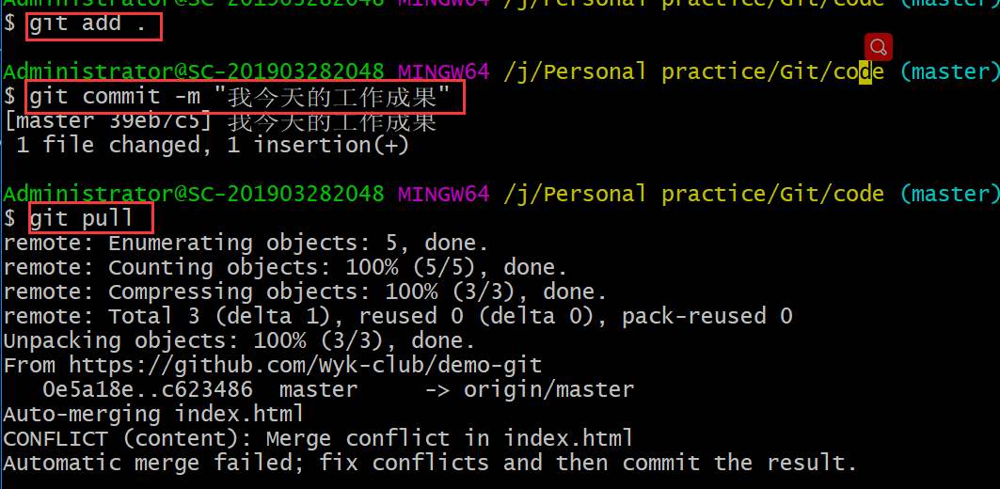 Administrator@SC-201903282048 MINGW64 /j/Personal practice/Git/code (master)
$ git add .
Administrator@SC-201903282048 MINGW64 /j/Personal practice/Git/code (master)
$ git commit -m "我今天的工作成果"
[master 39eb7c5] 我今天的工作成果
 1 file changed, 1 insertion(+)
Administrator@SC-201903282048 MINGW64 /j/Personal practice/Git/code (master)
$ git pull
remote: Enumerating objects: 5, done.
remote: Counting objects: 100% (5/5), done.
remote: Compressing objects: 100% (3/3), done.
remote: Total 3 (delta 1), reused 0 (delta 0), pack-reused 0
Unpacking objects: 100% (3/3), done.
From https://github.com/Wyk-club/demo-git
   0e5a18e..c623486  master     -> origin/master
Auto-merging index.html
CONFLICT (content): Merge conflict in index.html
Automatic merge failed; fix conflicts and then commit the result.